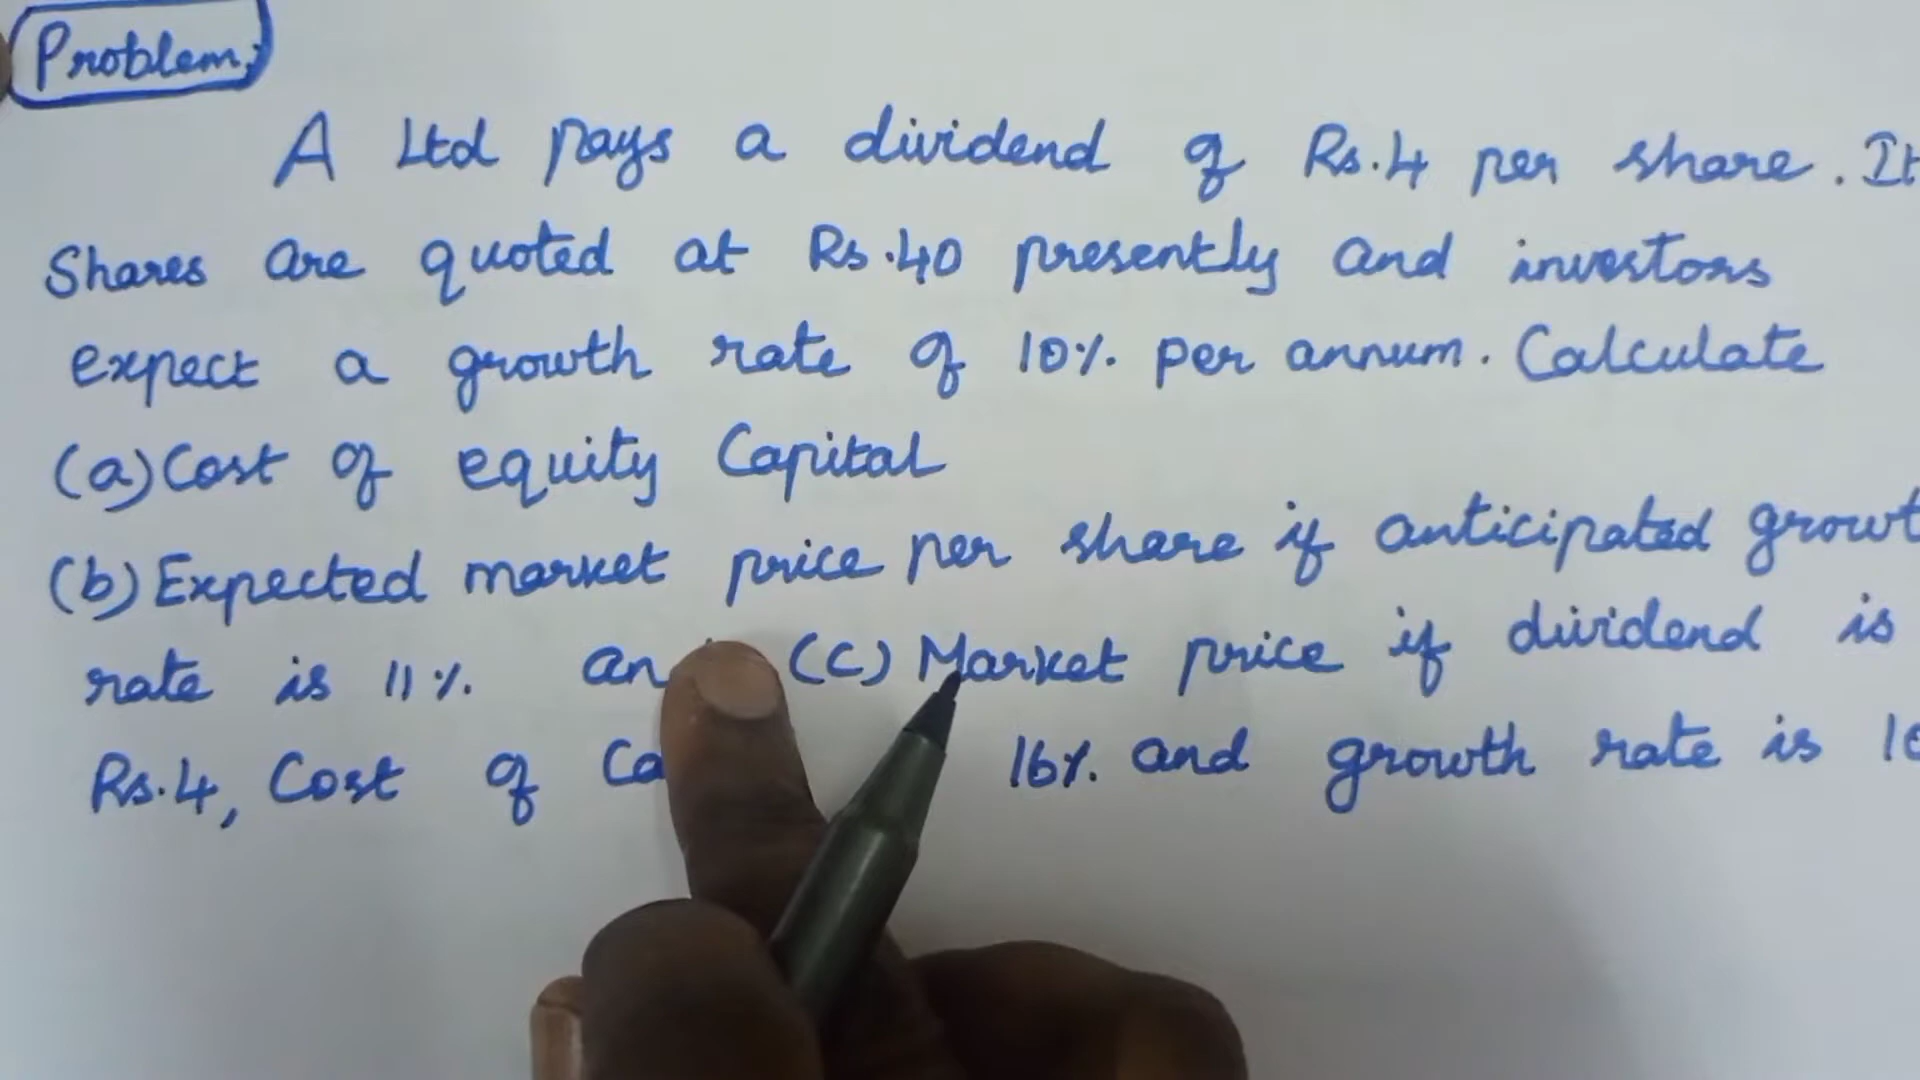 Problem:
A Ltd pays a dividend of Rs.4 per share. It
Shares are quoted at Rs.40 presently and investors
expect a growth rate of 10%. per annum. Calculate
(a) Cost of equity Capital
(b) Expected market price per share if anticipated growt
rate is 11%. an (c) Market price if dividend is
Rs.4, Cost of Ca 16%. and growth rate is 10